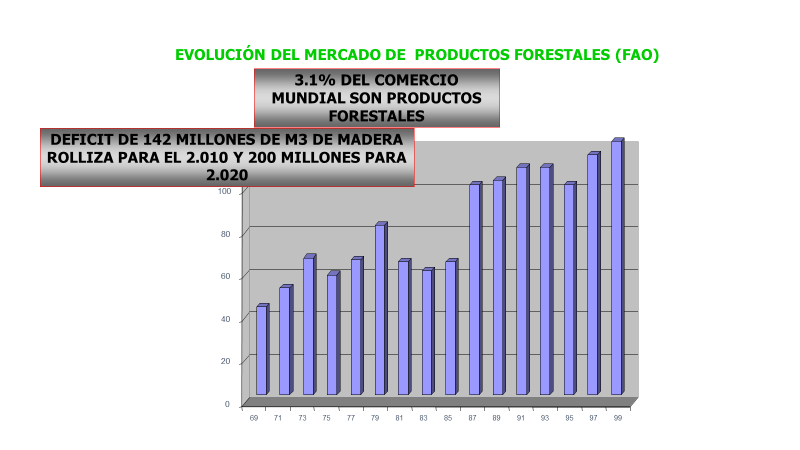 EVOLUCIÓN DEL MERCADO DE  PRODUCTOS FORESTALES (FAO)
3.1% DEL COMERCIO
MUNDIAL SON PRODUCTOS
FORESTALES
DEFICIT DE 142 MILLONES DE M3 DE MADERA
ROLLIZA PARA EL 2.010 Y 200 MILLONES PARA
2.020
100
80
60
40
20
0
69 71 73 75 77 79 81 83 85 87 89 91 93 95 97 99